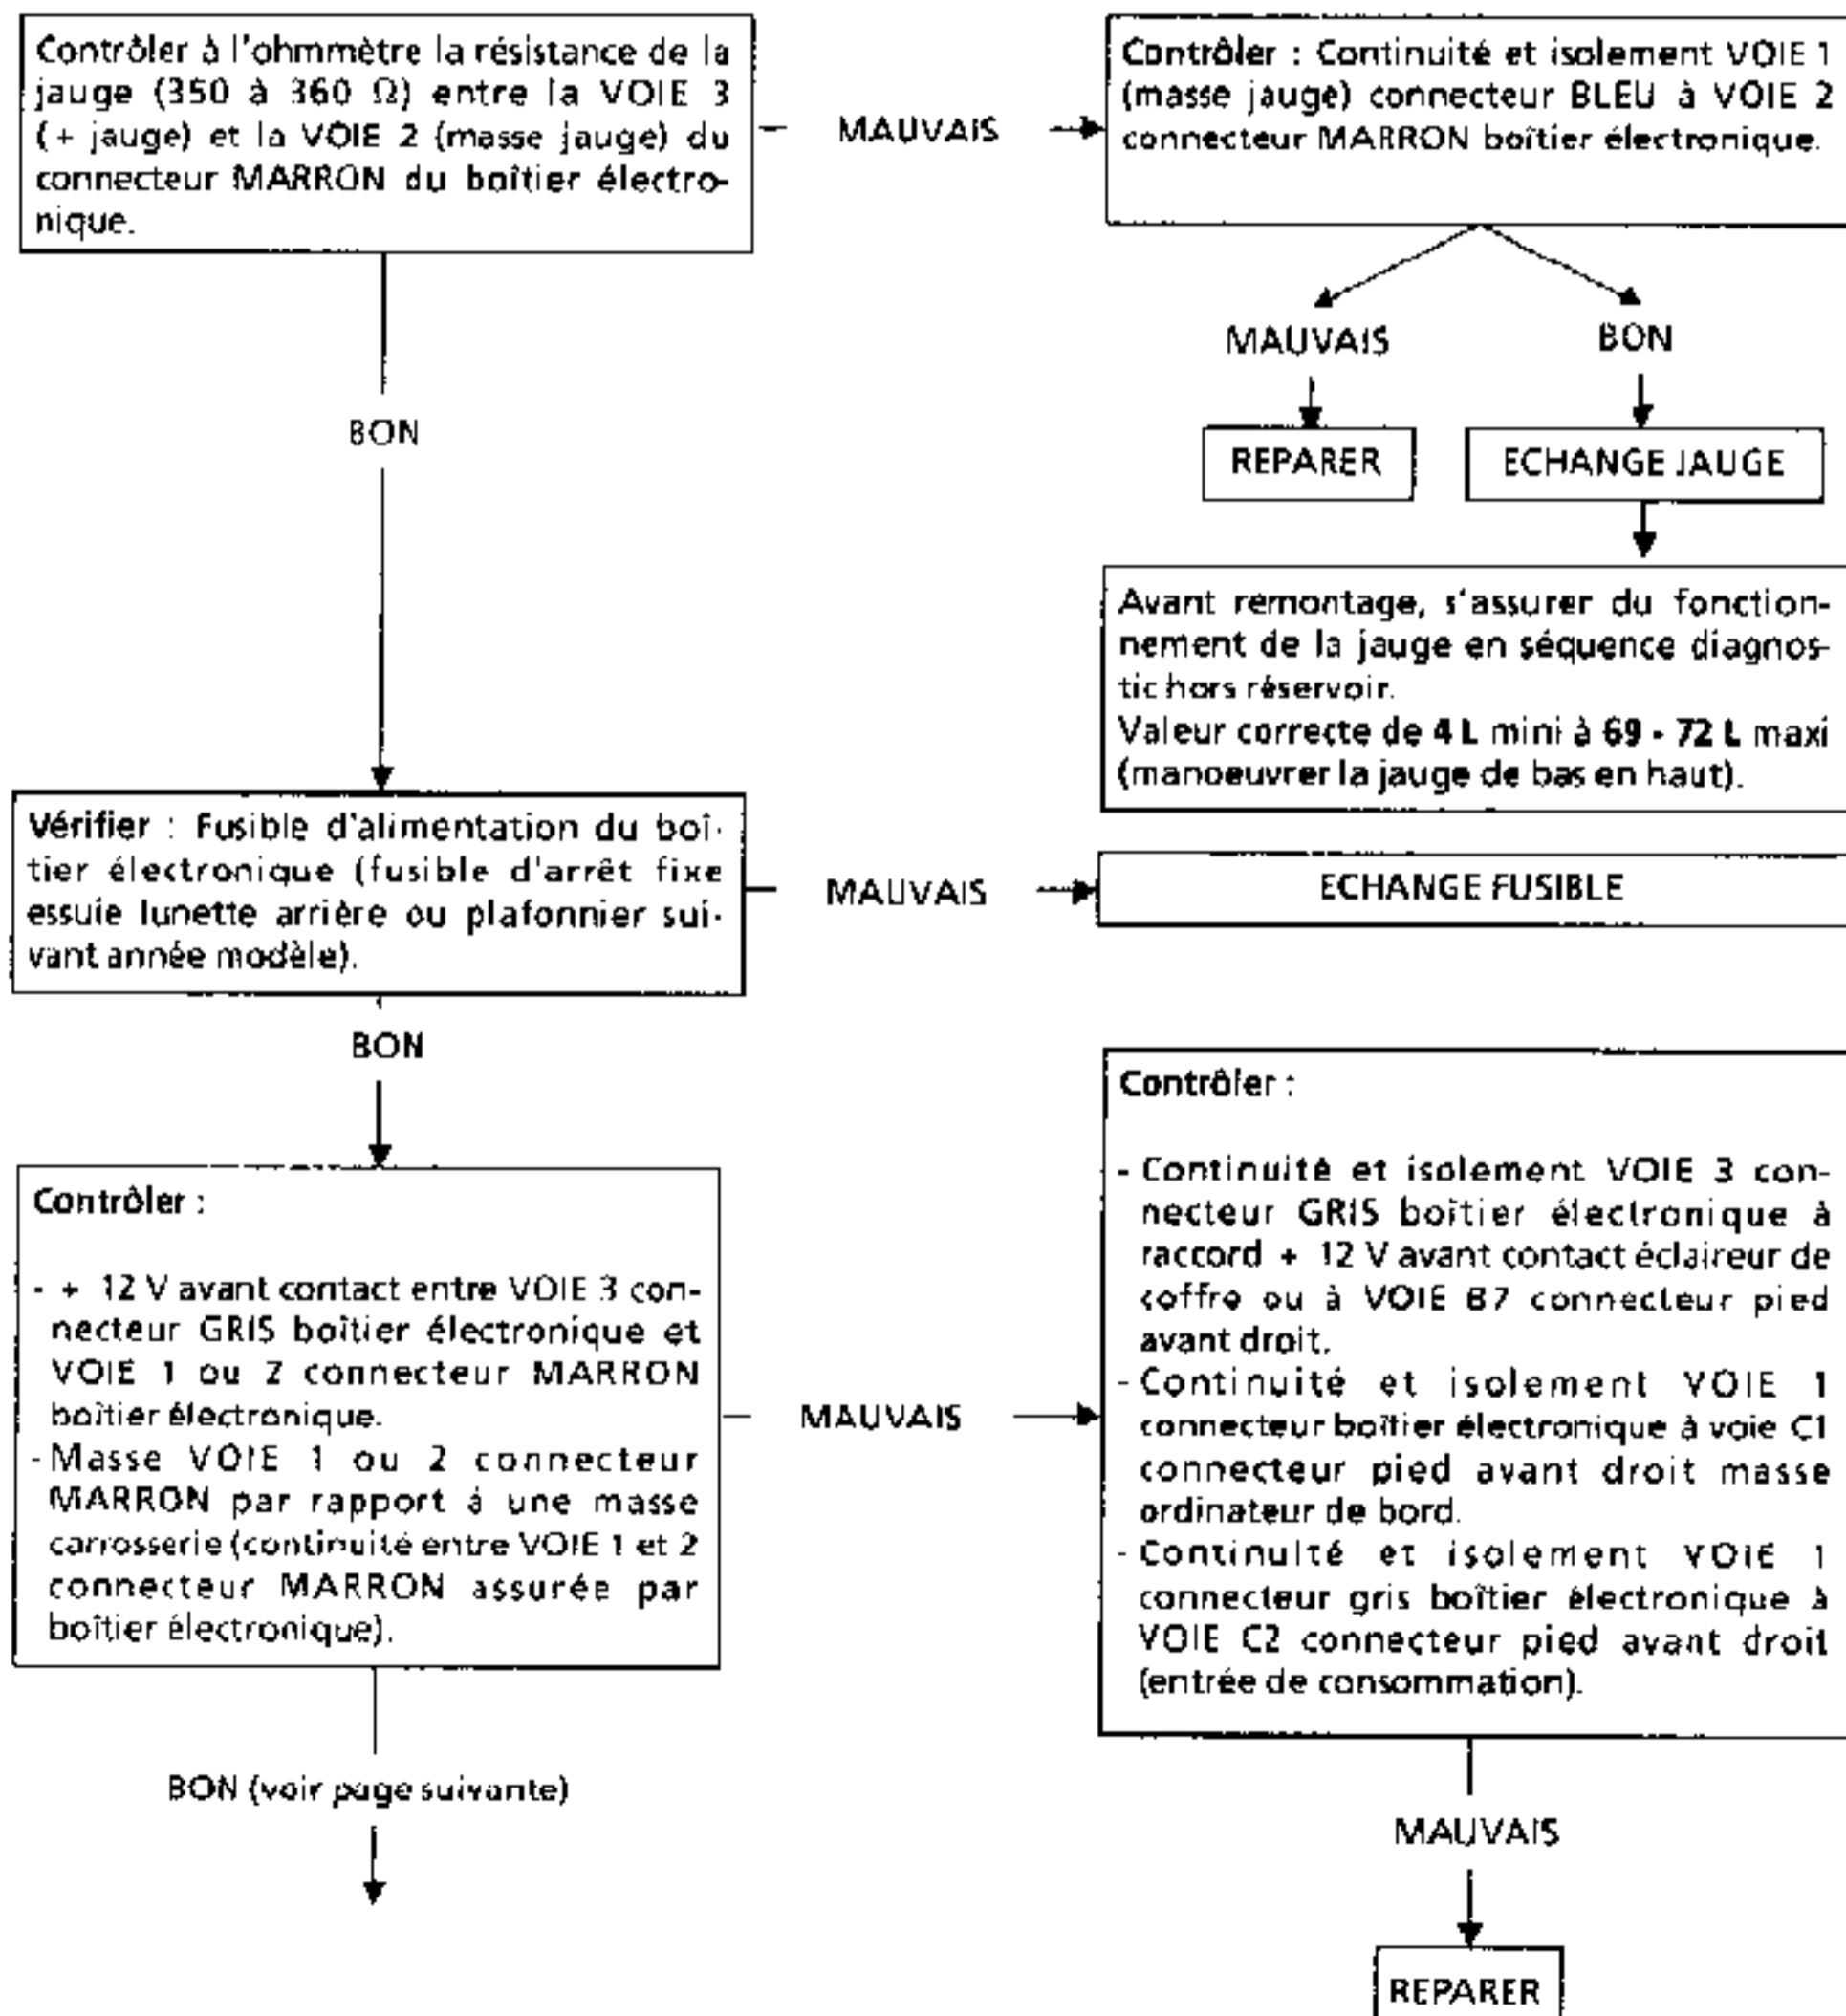 Contrôler à l'ohmmètre la résistance de la
jauge (350 à 360 Ω) entre la VOIE 3
(+ jauge) et la VOIE 2 (masse jauge) du
connecteur MARRON du boîtier électro-
nique.
MAUVAIS
Contrôler : Continuité et isolement VOIE 1
(masse jauge) connecteur BLEU à VOIE 2
connecteur MARRON boîtier électronique.
MAUVAIS
BON
BON
REPARER
ECHANGE JAUGE
Avant remontage, s'assurer du fonction-
nement de la jauge en séquence diagnos-
tic hors réservoir.
Valeur correcte de 4 L mini à 69 - 72 L maxi
(manoeuvrer la jauge de bas en haut).
Vérifier : Fusible d'alimentation du boî-
tier électronique (fusible d'arrêt fixe
essuie lunette arrière ou plafonnier sui-
vant année modèle).
MAUVAIS
ECHANGE FUSIBLE
BON
Contrôler :
- + 12 V avant contact entre VOIE 3 con-
necteur GRIS boîtier électronique et
VOIE 1 ou 2 connecteur MARRON
boîtier électronique.
- Masse VOIE 1 ou 2 connecteur
MARRON par rapport à une masse
carrosserie (continuité entre VOIE 1 et 2
connecteur MARRON assurée par
boîtier électronique).
MAUVAIS
Contrôler :
- Continuité et isolement VOIE 3 con-
necteur GRIS boîtier électronique à
raccord + 12 V avant contact éclaireur de
coffre ou à VOIE B7 connecteur pied
avant droit.
- Continuité et isolement VOIE 1
connecteur boîtier électronique à voie C1
connecteur pied avant droit masse
ordinateur de bord.
- Continuité et isolement VOIE 1
connecteur gris boîtier électronique à
VOIE C2 connecteur pied avant droit
(entrée de consommation).
BON (voir page suivante)
MAUVAIS
REPARER